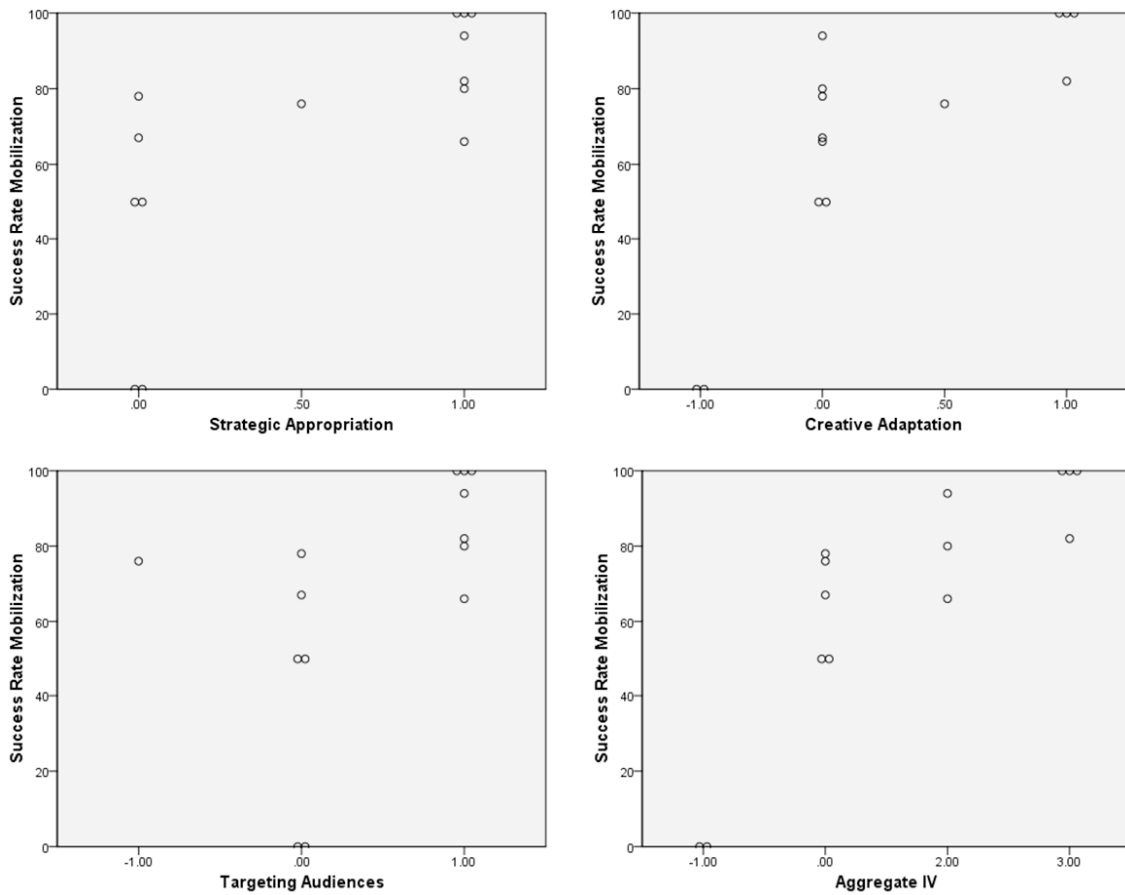 100
80
60
40
20
0
Success Rate Mobilization
.00 .50 1.00
Strategic Appropriation
100
80
60
40
20
0
Success Rate Mobilization
-1.00 .00 .50 1.00
Creative Adaptation
100
80
60
40
20
0
Success Rate Mobilization
-1.00 .00 1.00
Targeting Audiences
100
80
60
40
20
0
Success Rate Mobilization
-1.00 .00 2.00 3.00
Aggregate IV